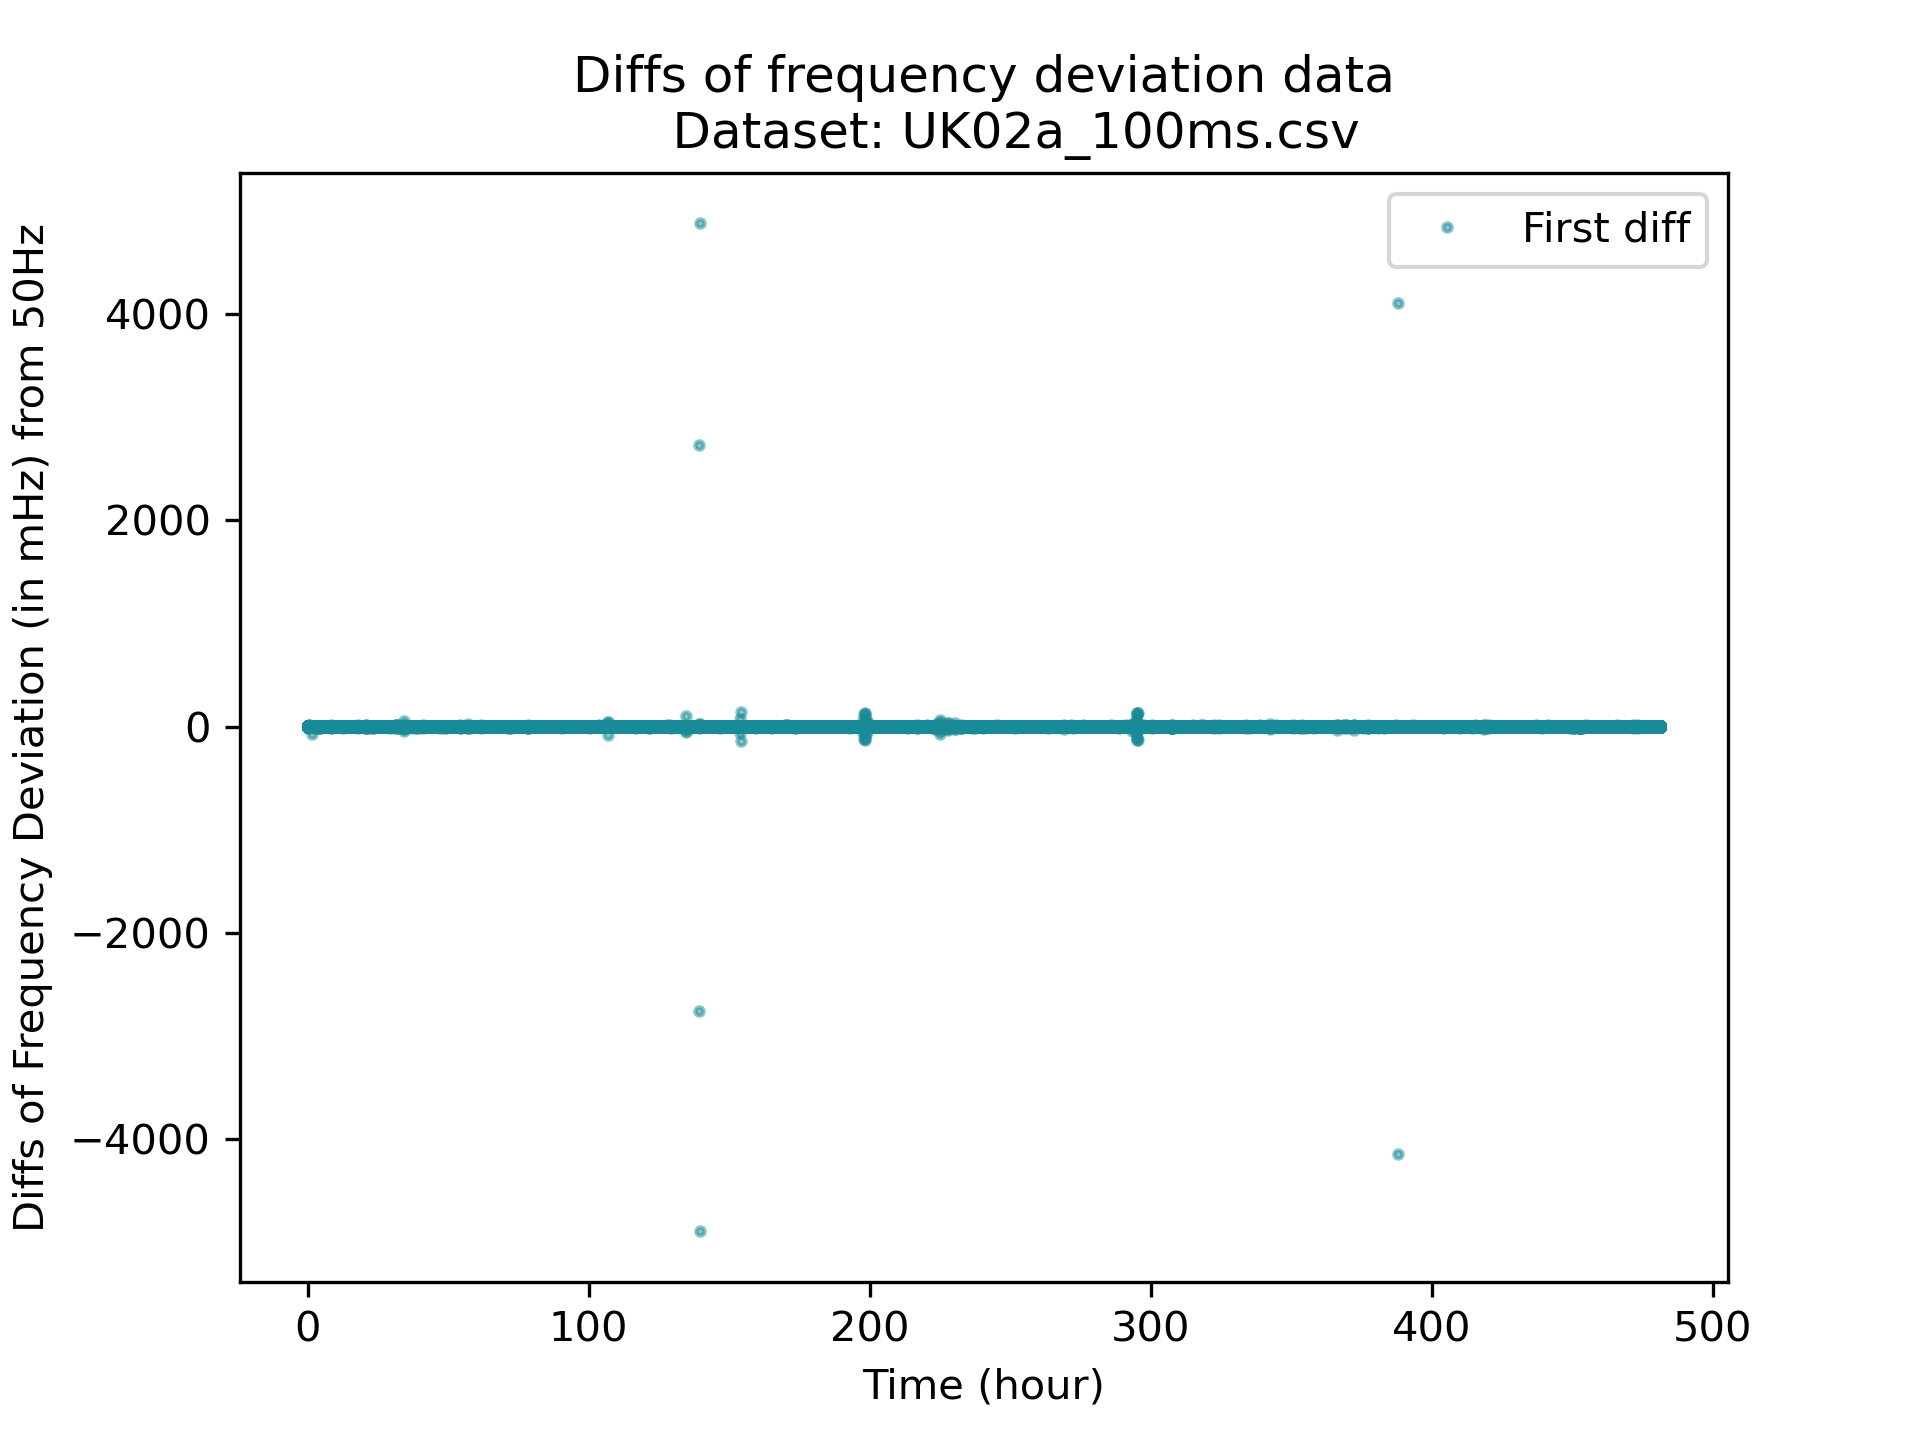 Diffs of frequency deviation data
Dataset: UK02a_100ms.csv
First diff
Diffs of Frequency Deviation (in mHz) from 50Hz
4000
2000
0
−2000
−4000
0 100 200 300 400 500
Time (hour)